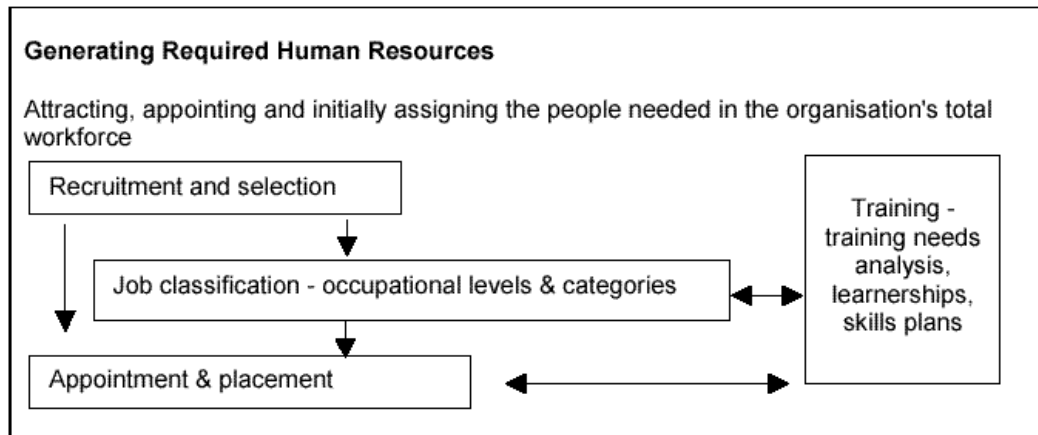 Generating Required Human Resources
Attracting, appointing and initially assigning the people needed in the organisation's total
workforce
Recruitment and selection
Job classification - occupational levels & categories
Appointment & placement
Training -
training needs
analysis,
learnerships,
skills plans